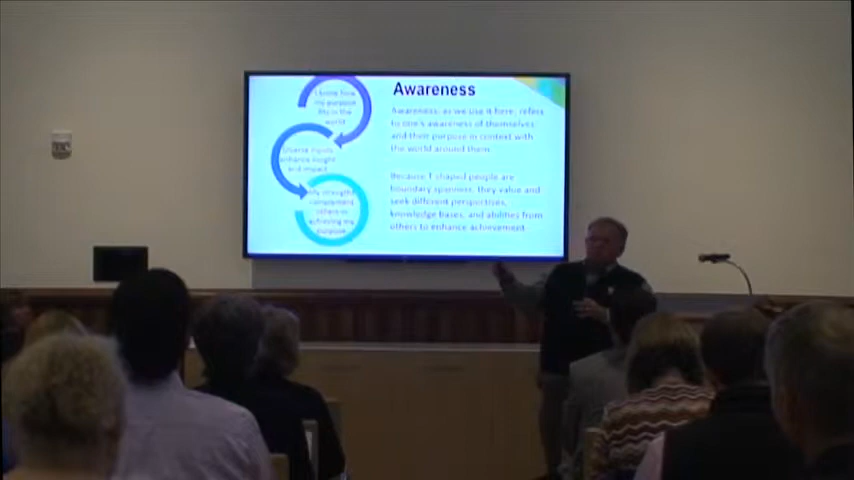 Awareness
I know how
my purpose
fits in the
world
Awareness, as we use it here, refers
to one's awareness of themselves
and their purpose in context with
the world around them.
Diverse inputs
enhance insight
and impact
Because T shaped people are
boundary spanners, they value and
seek different perspectives,
knowledge bases, and abilities from
others to enhance achievement.
My strengths
complement
others in
achieving my
purpose